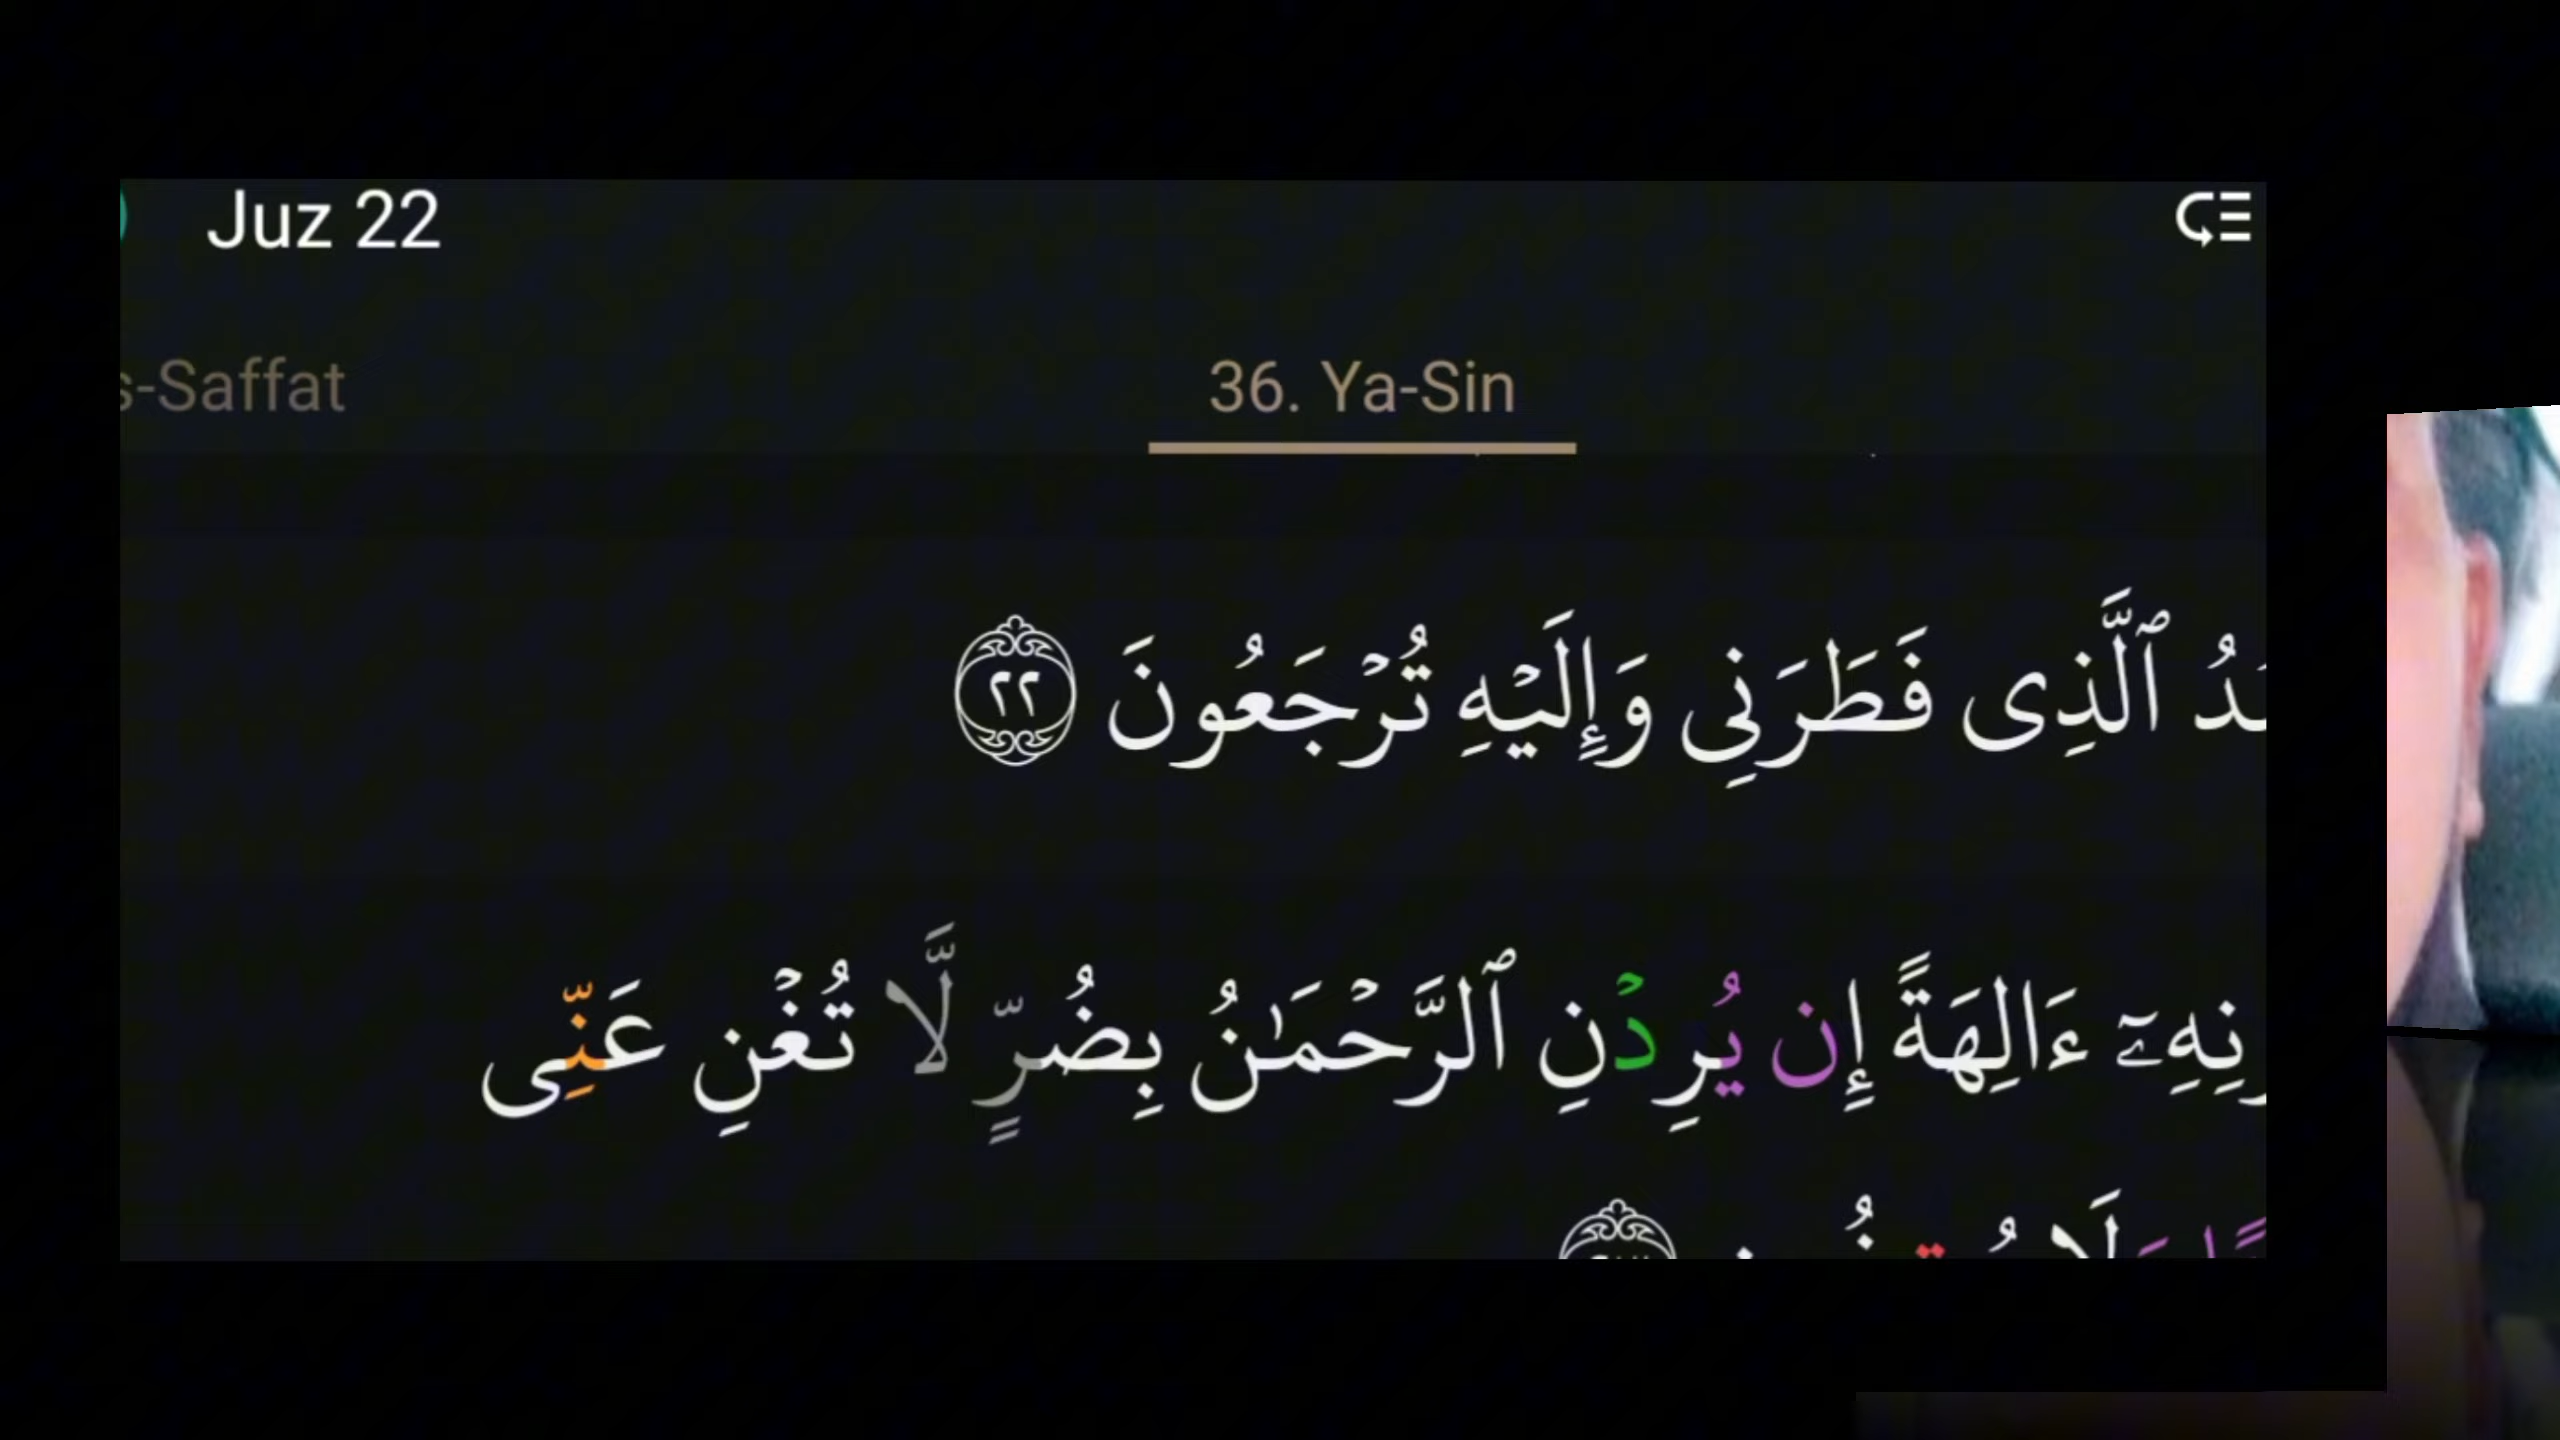 Juz 22
s-Saffat
36. Ya-Sin
ٱلَّذِى فَطَرَنِى وَإِلَيْهِ تُرْجَعُونَ ٢٢
ءَالِهَةً إِن يُرِدْنِ ٱلرَّحْمَـٰنُ بِضُرٍّ لَّا تُغْنِ عَنِّى